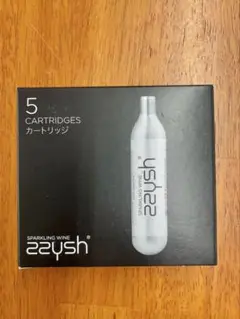 5
CARTRIDGES
カートリッジ
zzysh
SPARKLING WINE
zzysh®